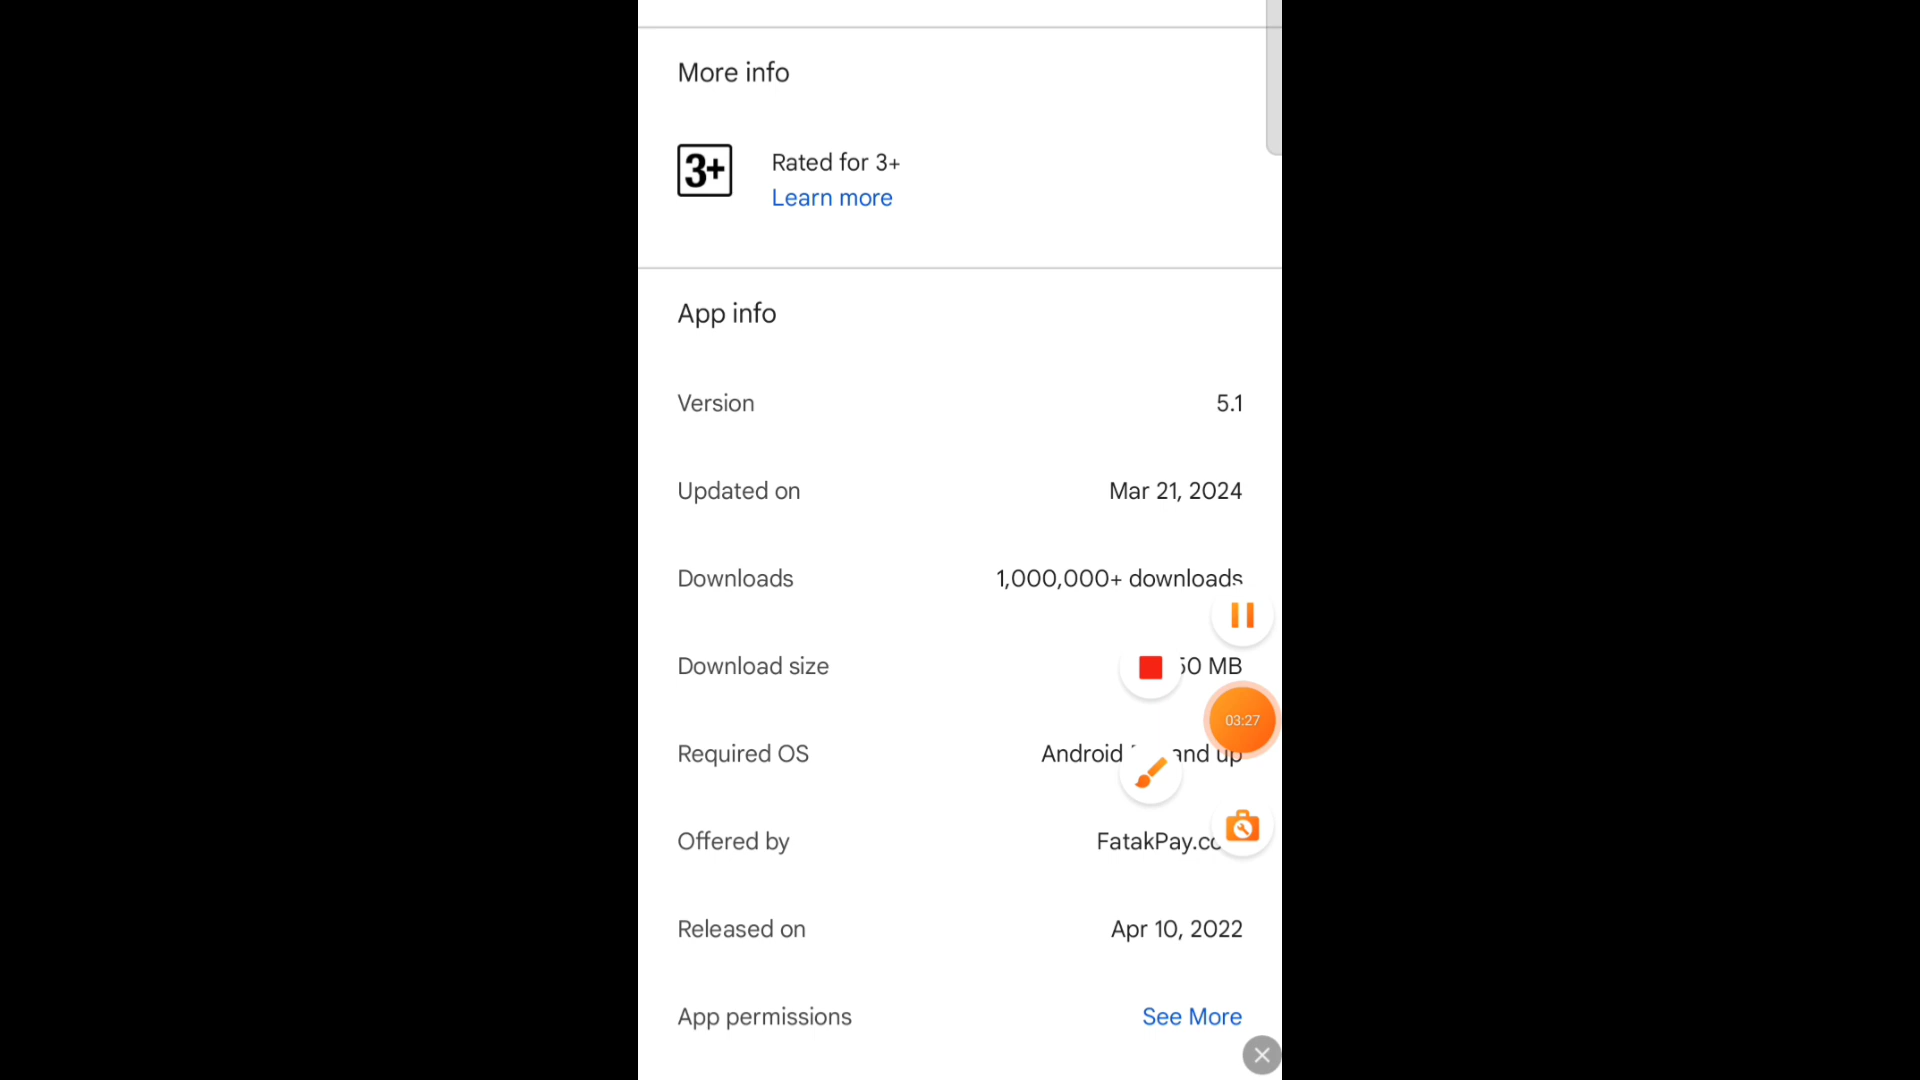 More info
3+
Rated for 3+
Learn more
App info
Version 5.1
Updated on Mar 21, 2024
Downloads 1,000,000+ downloads
Download size 50 MB
03:27
Required OS Android and up
Offered by
Released on Apr 10, 2022
App permissions See More